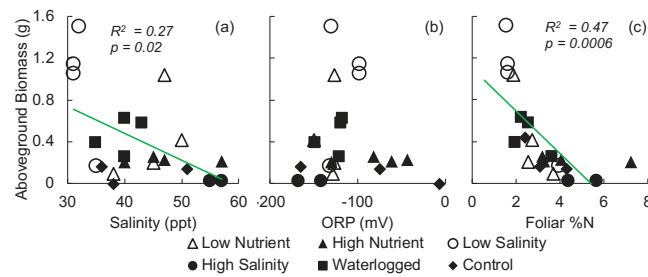 R² = 0.27
p = 0.02
(a)
(b)
R² = 0.47
p = 0.0006
(c)
Aboveground Biomass (g)
1.6
1.2
0.8
0.4
0
30 40 50 60
-200 -100 0
0 2 4 6 8
Salinity (ppt)
ORP (mV)
Foliar %N
Low Nutrient High Nutrient Low Salinity
High Salinity Waterlogged Control